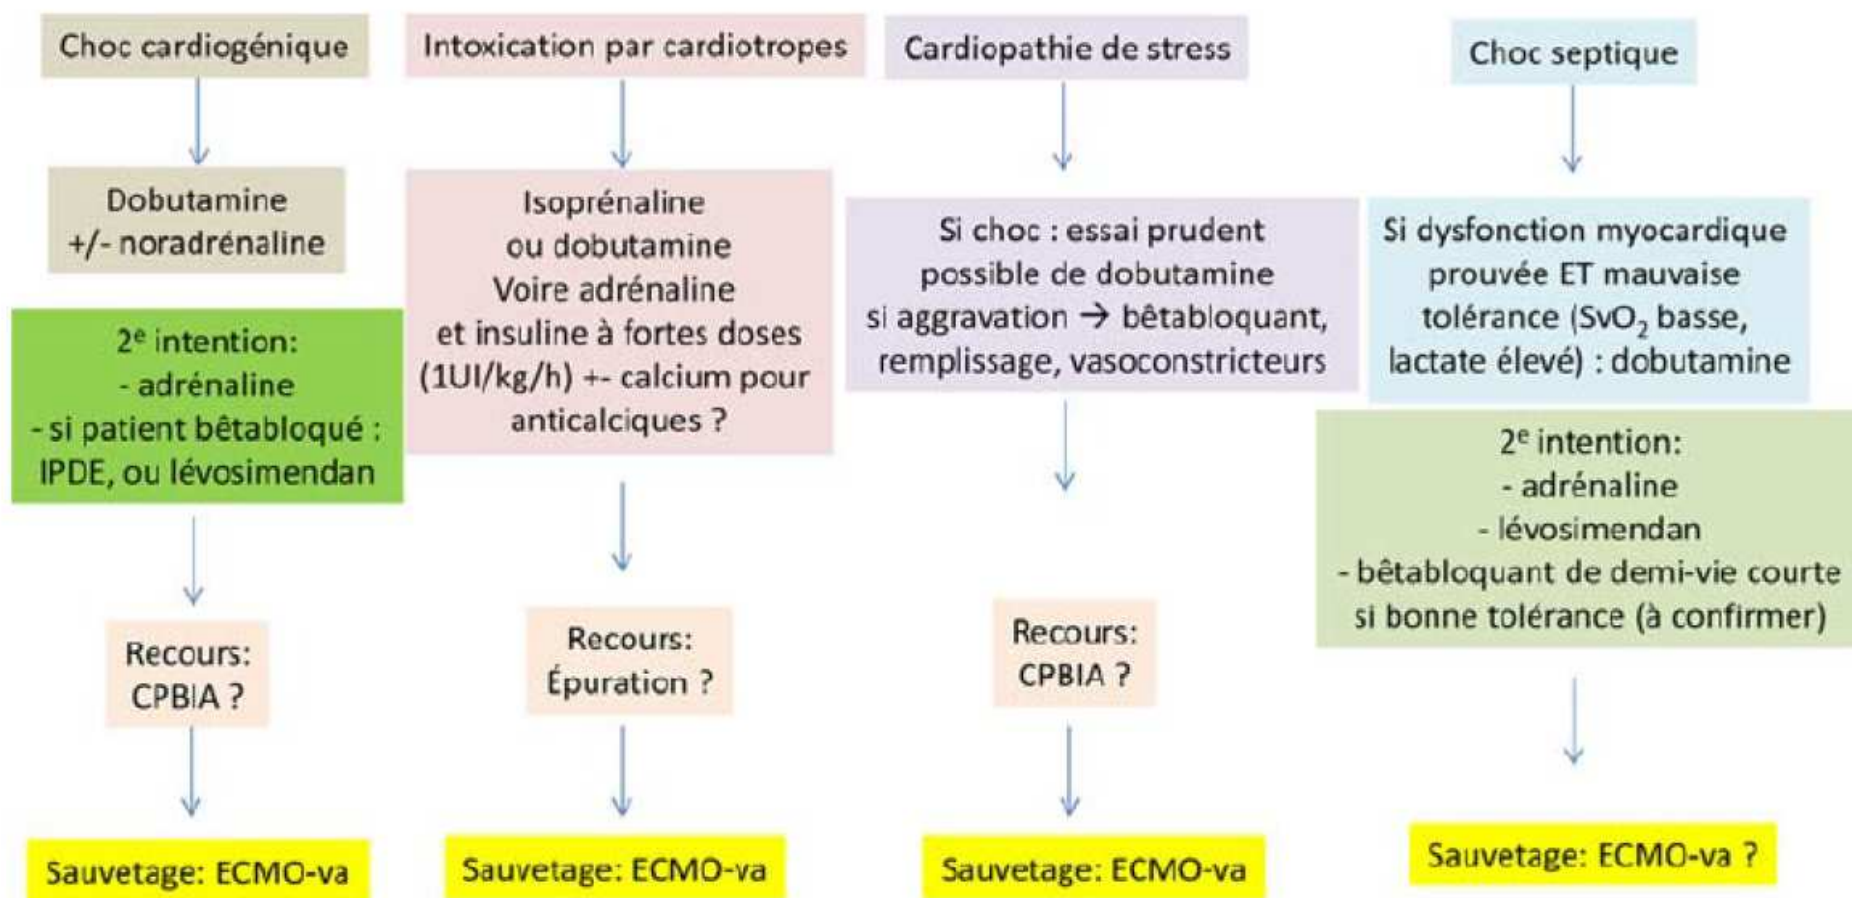 Choc cardiogénique
Dobutamine
+/- noradrénaline
2e intention:
- adrénaline
- si patient bêtabloqué :
IPDE, ou lévosimendan
Recours:
CPBIA ?
Sauvetage: ECMO-va
Intoxication par cardiotropes
Isoprénaline
ou dobutamine
Voire adrénaline
et insuline à fortes doses
(1UI/kg/h) +- calcium pour
anticalciques ?
Recours:
Épuration ?
Sauvetage: ECMO-va
Cardiopathie de stress
Si choc : essai prudent
possible de dobutamine
si aggravation → bêtabloquant,
remplissage, vasoconstricteurs
Recours:
CPBIA ?
Sauvetage: ECMO-va
Choc septique
Si dysfonction myocardique
prouvée ET mauvaise
tolérance (SvO₂ basse,
lactate élevé) : dobutamine
2e intention:
- adrénaline
- lévosimendan
- bêtabloquant de demi-vie courte
si bonne tolérance (à confirmer)
Sauvetage: ECMO-va ?